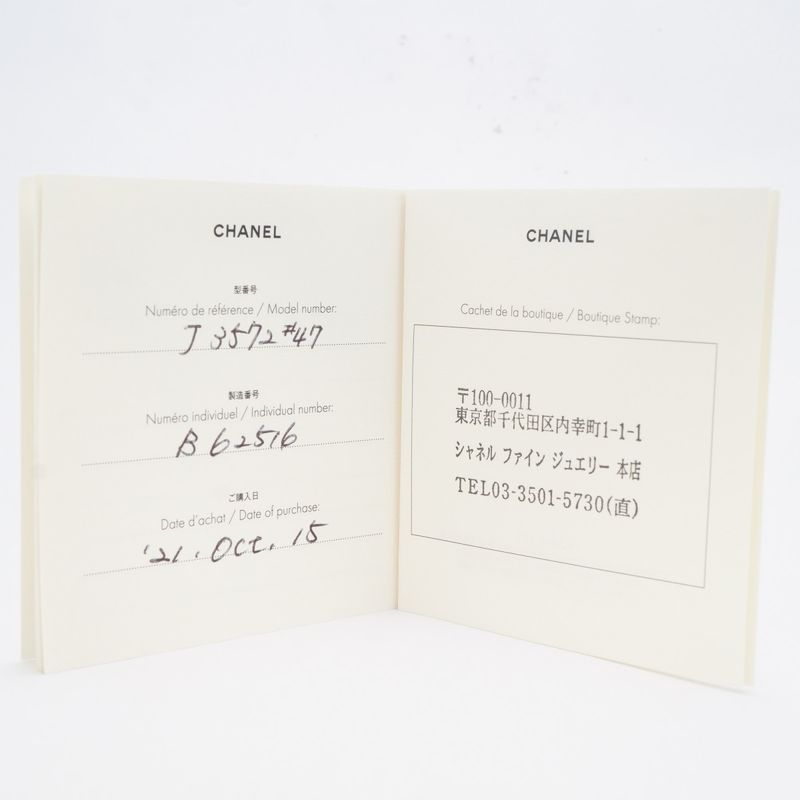 CHANEL
型番号
Numéro de référence / Model number:
J 3572 #47
製造番号
Numéro individuel / Individual number:
B 62516
ご購入日
Date d'achat / Date of purchase:
'21. Oct. 15
CHANEL
Cachet de la boutique / Boutique Stamp:
〒100-0011
東京都千代田区内幸町1-1-1
シャネル ファイン ジュエリー 本店
TEL03-3501-5730(直)